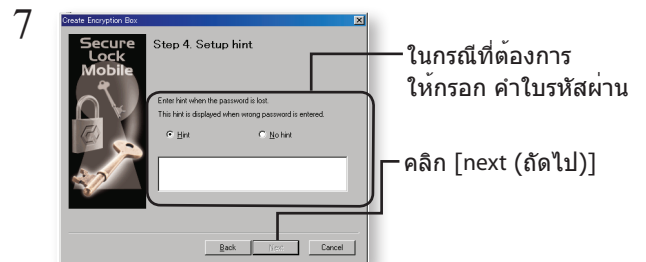 7
Create Encryption Box
Secure
Lock
Mobile
Step 4. Setup hint
Enter hint when the password is lost.
This hint is displayed when wrong password is entered.
Hint
No hint
Back
Next
Cancel
ในกรณีที่ต้องการ
ให้กรอก คำใบรหัสผ่าน
คลิก [next (ถัดไป)]